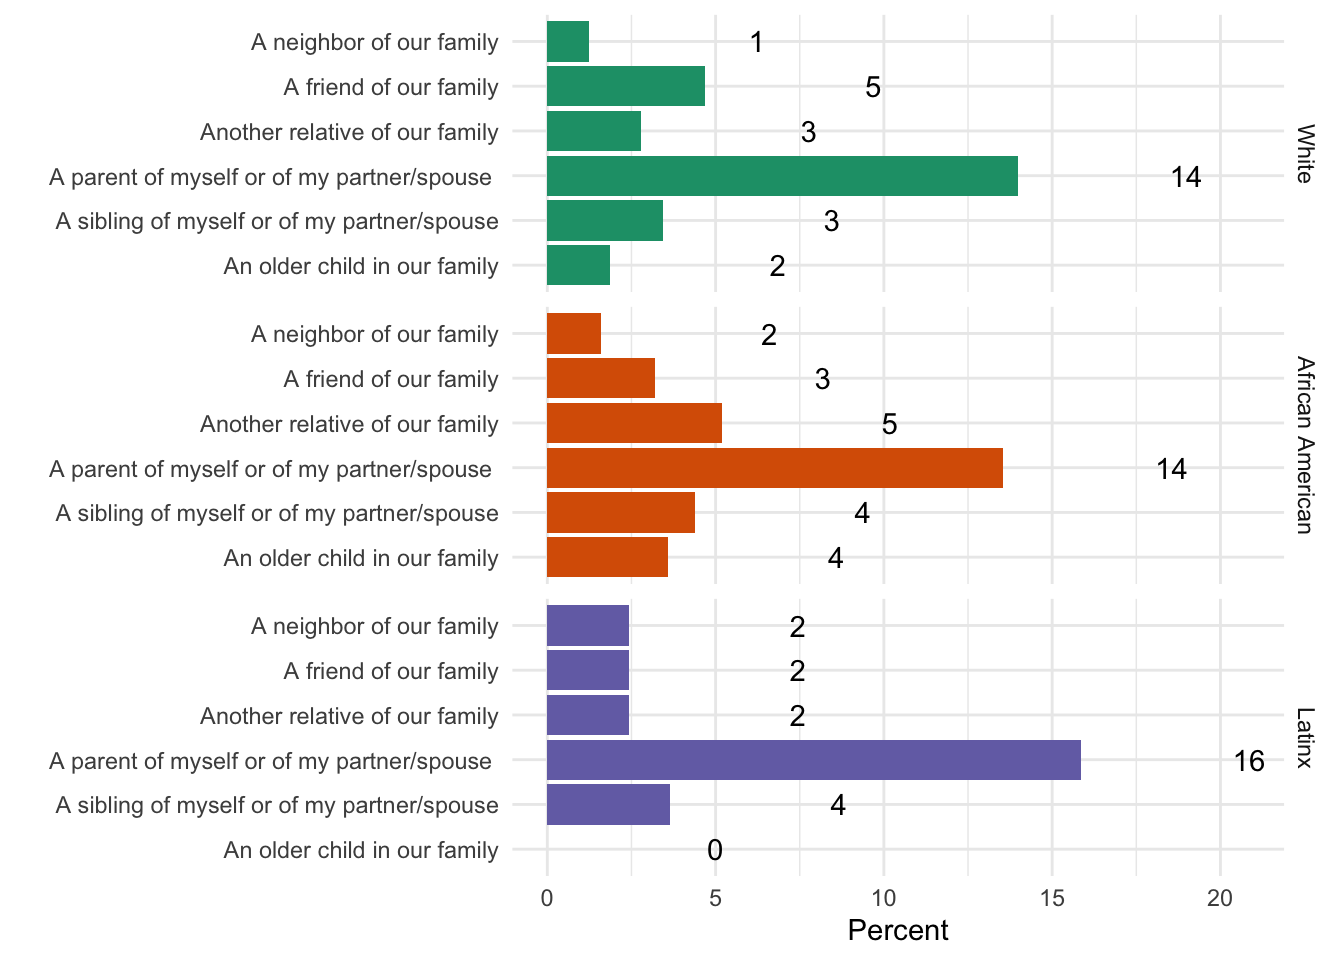 A neighbor of our family 1
A friend of our family 5
Another relative of our family 3
A parent of myself or of my partner/spouse 14
A sibling of myself or of my partner/spouse 3
An older child in our family 2
White
A neighbor of our family 2
A friend of our family 3
Another relative of our family 5
A parent of myself or of my partner/spouse 14
A sibling of myself or of my partner/spouse 4
An older child in our family 4
African American
A neighbor of our family 2
A friend of our family 2
Another relative of our family 2
A parent of myself or of my partner/spouse 16
A sibling of myself or of my partner/spouse 4
An older child in our family 0
Latinx
0 5 10 15 20
Percent